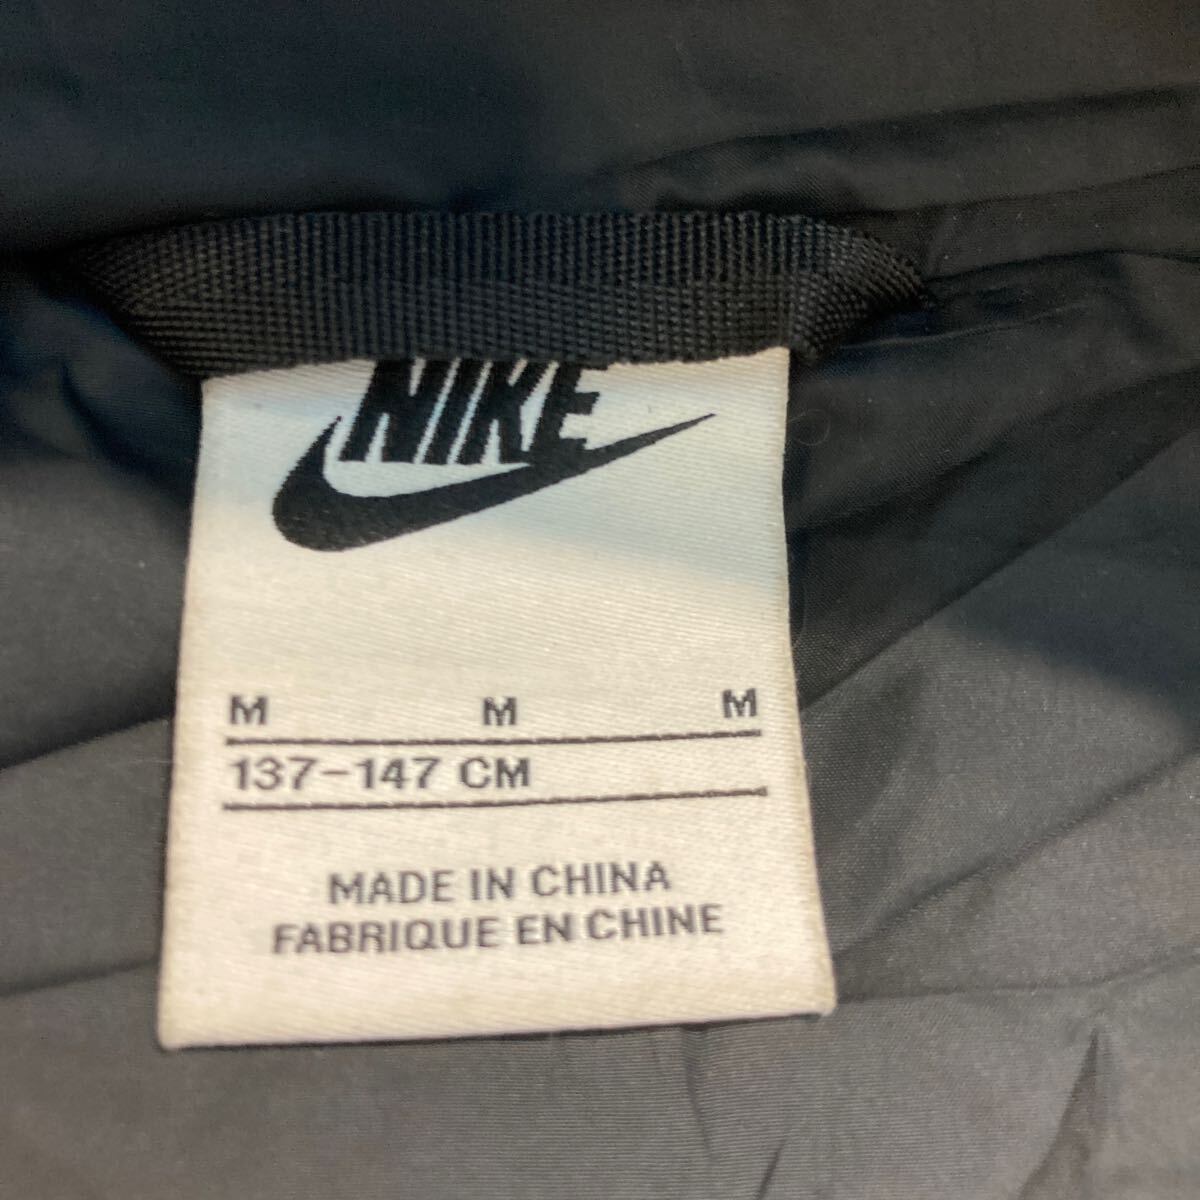 NIKE
M M M
137-147 CM
MADE IN CHINA
FABRIQUE EN CHINE